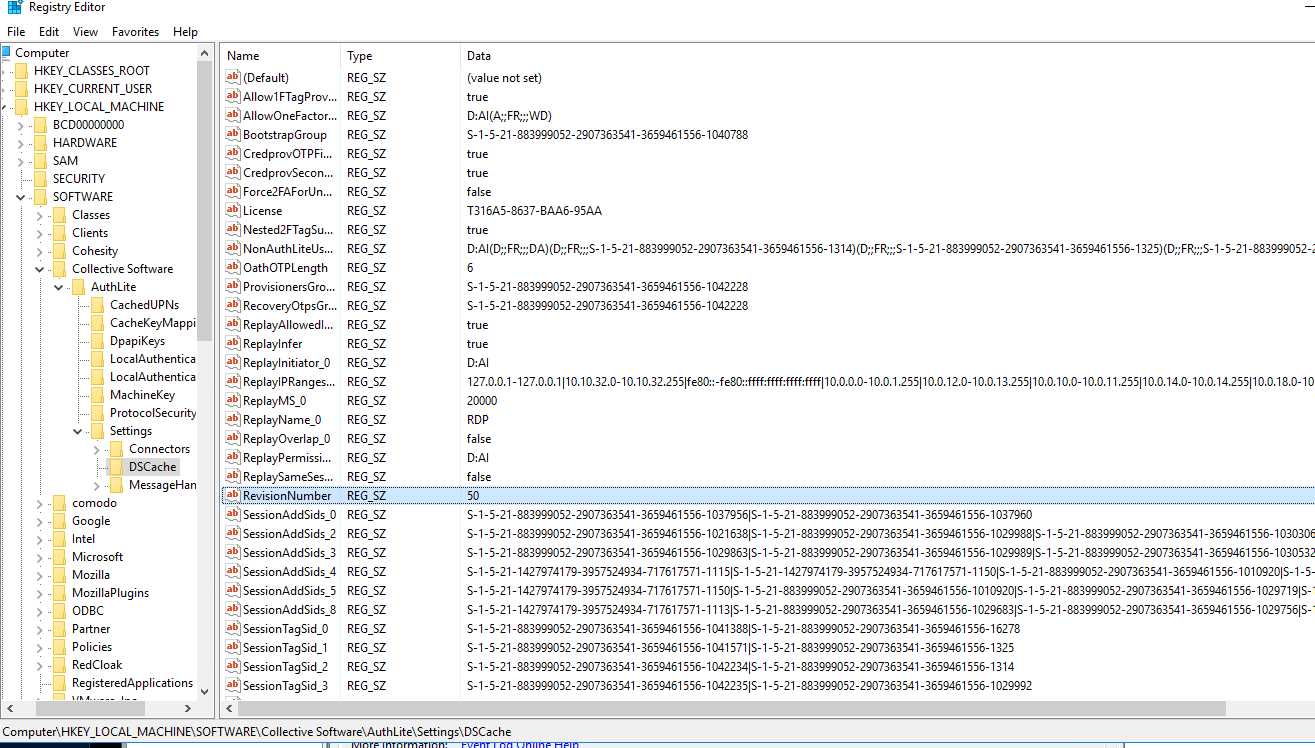 Registry Editor
File Edit View Favorites Help
Computer
HKEY_CLASSES_ROOT
HKEY_CURRENT_USER
HKEY_LOCAL_MACHINE
BCD00000000
HARDWARE
SAM
SECURITY
SOFTWARE
Classes
Clients
Cohesity
Collective Software
AuthLite
CachedUPNs
CacheKeyMappi
DpapiKeys
LocalAuthentica
LocalAuthentica
MachineKey
ProtocolSecurity
Settings
Connectors
DSCache
MessageHan
comodo
Google
Intel
Microsoft
Mozilla
MozillaPlugins
ODBC
Partner
Policies
RedCloak
RegisteredApplications
Name Type Data
(Default) REG_SZ (value not set)
Allow1FTagProv... REG_SZ true
AllowOneFactor... REG_SZ D:AI(A;;FR;;;WD)
BootstrapGroup REG_SZ S-1-5-21-883999052-2907363541-3659461556-1040788
CredprovOTPFi... REG_SZ true
CredprovSecon... REG_SZ true
Force2FAForUn... REG_SZ false
License REG_SZ T316A5-8637-BAA6-95AA
Nested2FTagSu... REG_SZ true
NonAuthLiteUs... REG_SZ D:AI(D;;FR;;;DA)(D;;FR;;;S-1-5-21-883999052-2907363541-3659461556-1314)(D;;FR;;;S-1-5-21-883999052-2907363541-3659461556-1325)(D;;FR;;;S-1-5-21-883999052-2
OathOTPLength REG_SZ 6
ProvisionersGro... REG_SZ S-1-5-21-883999052-2907363541-3659461556-1042228
RecoveryOtpsGr... REG_SZ S-1-5-21-883999052-2907363541-3659461556-1042228
ReplayAllowedI... REG_SZ true
ReplayInfer REG_SZ true
ReplayInitiator_0 REG_SZ D:AI
ReplayIPRanges... REG_SZ 127.0.0.1-127.0.0.1|10.10.32.0-10.10.32.255|fe80::-fe80::ffff:ffff:ffff:ffff|10.0.0.0-10.0.1.255|10.0.12.0-10.0.13.255|10.0.10.0-10.0.11.255|10.0.14.0-10.0.14.255|10.0.18.0-10
ReplayMS_0 REG_SZ 20000
ReplayName_0 REG_SZ RDP
ReplayOverlap_0 REG_SZ false
ReplayPermissi... REG_SZ D:AI
ReplaySameSes... REG_SZ false
RevisionNumber REG_SZ 50
SessionAddSids_0 REG_SZ S-1-5-21-883999052-2907363541-3659461556-1037956|S-1-5-21-883999052-2907363541-3659461556-1037960
SessionAddSids_2 REG_SZ S-1-5-21-883999052-2907363541-3659461556-1021638|S-1-5-21-883999052-2907363541-3659461556-1029988|S-1-5-21-883999052-2907363541-3659461556-1030306
SessionAddSids_3 REG_SZ S-1-5-21-883999052-2907363541-3659461556-1029863|S-1-5-21-883999052-2907363541-3659461556-1029989|S-1-5-21-883999052-2907363541-3659461556-1030532
SessionAddSids_4 REG_SZ S-1-5-21-1427974179-3957524934-717617571-1115|S-1-5-21-1427974179-3957524934-717617571-1150|S-1-5-21-883999052-2907363541-3659461556-1010920|S-1-5-
SessionAddSids_5 REG_SZ S-1-5-21-1427974179-3957524934-717617571-1150|S-1-5-21-883999052-2907363541-3659461556-1010920|S-1-5-21-883999052-2907363541-3659461556-1029719|S-1
SessionAddSids_8 REG_SZ S-1-5-21-1427974179-3957524934-717617571-1113|S-1-5-21-883999052-2907363541-3659461556-1029683|S-1-5-21-883999052-2907363541-3659461556-1029756|S-1
SessionTagSid_0 REG_SZ S-1-5-21-883999052-2907363541-3659461556-1041388|S-1-5-21-883999052-2907363541-3659461556-16278
SessionTagSid_1 REG_SZ S-1-5-21-883999052-2907363541-3659461556-1041571|S-1-5-21-883999052-2907363541-3659461556-1325
SessionTagSid_2 REG_SZ S-1-5-21-883999052-2907363541-3659461556-1042234|S-1-5-21-883999052-2907363541-3659461556-1314
SessionTagSid_3 REG_SZ S-1-5-21-883999052-2907363541-3659461556-1042235|S-1-5-21-883999052-2907363541-3659461556-1029992
Computer\HKEY_LOCAL_MACHINE\SOFTWARE\Collective Software\AuthLite\Settings\DSCache
More Information: Event Log Online Help